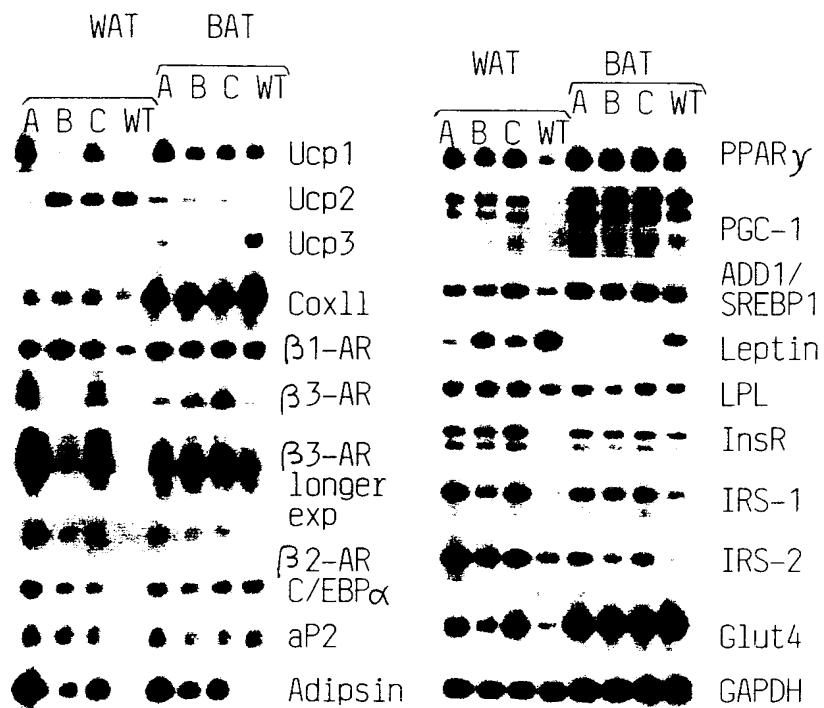 WAT BAT
A B C WT
A B C WT
Ucp1
Ucp2
Ucp3
CoxII
β1-AR
β3-AR
β3-AR
longer
exp
β2-AR
C/EBPα
aP2
Adipsin
WAT BAT
A B C WT
A B C WT
PPARγ
PGC-1
ADD1/
SREBP1
Leptin
LPL
InsR
IRS-1
IRS-2
Glut4
GAPDH